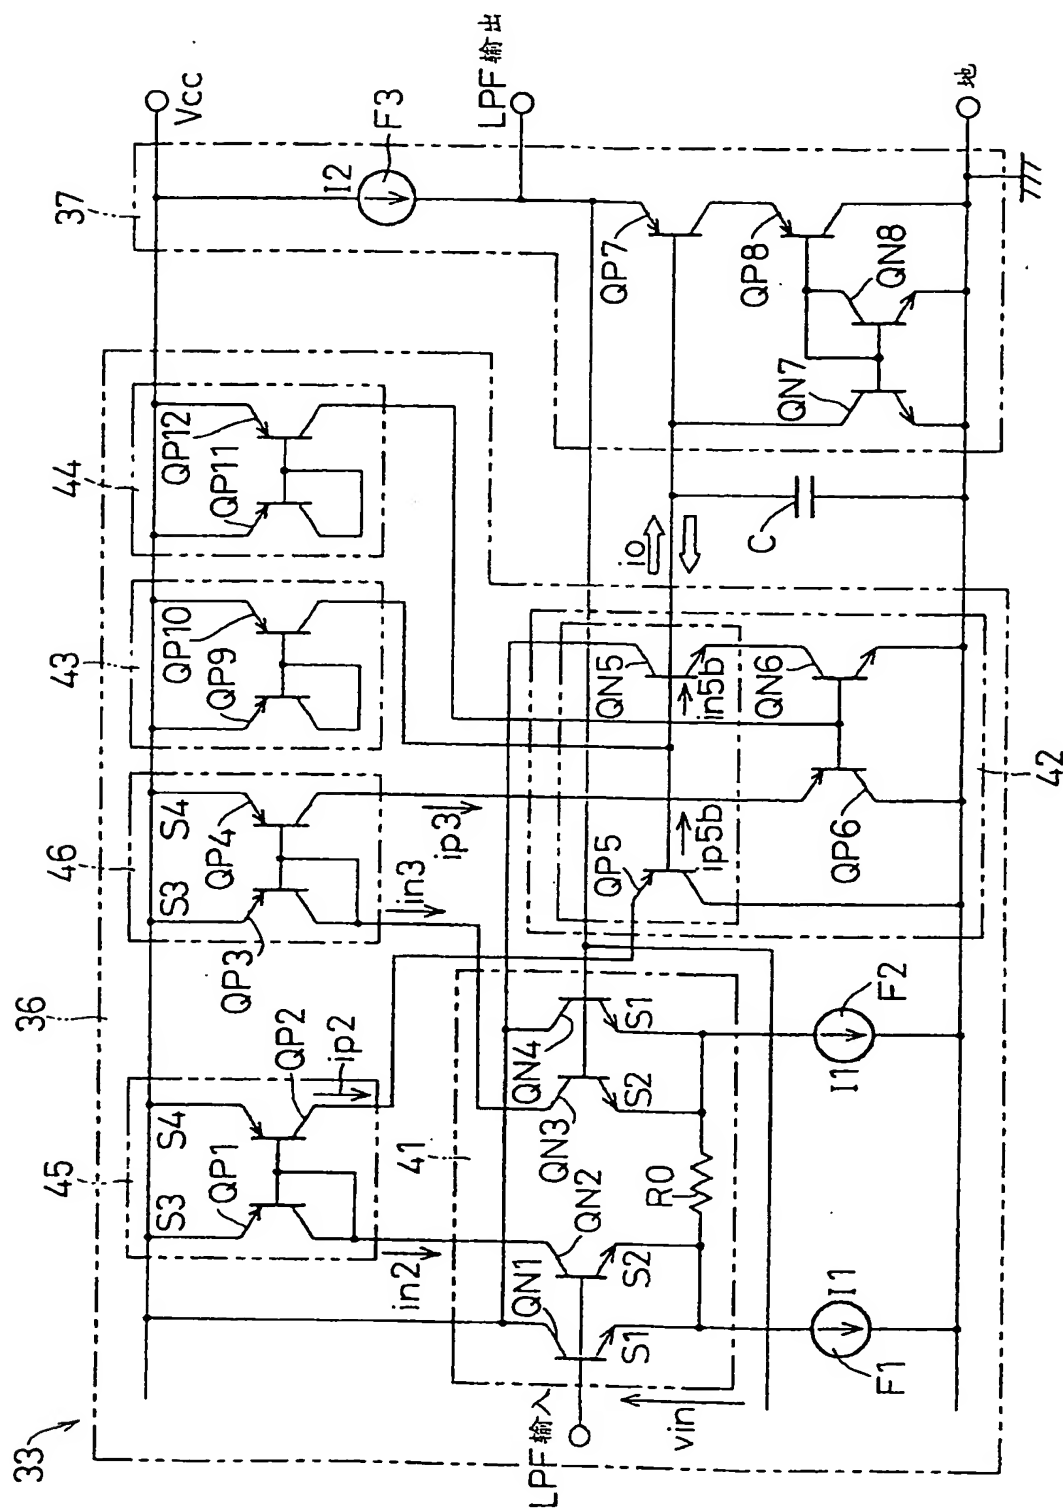 33
36
37
Vcc
45
46
43
44
I2
F3
S3
S4
QP1
QP2
ip2
in2
S3
S4
QP3
QP4
in3
ip3
QP9
QP10
QP11
QP12
LPF输出
41
QN1
QN2
QN3
QN4
S1
S2
S2
S1
R0
QP5
ip5b
QN5
in5b
io
QP6
QN6
42
C
QP7
QP8
QN7
QN8
LPF输入
vin
F1
I1
I1
F2
地